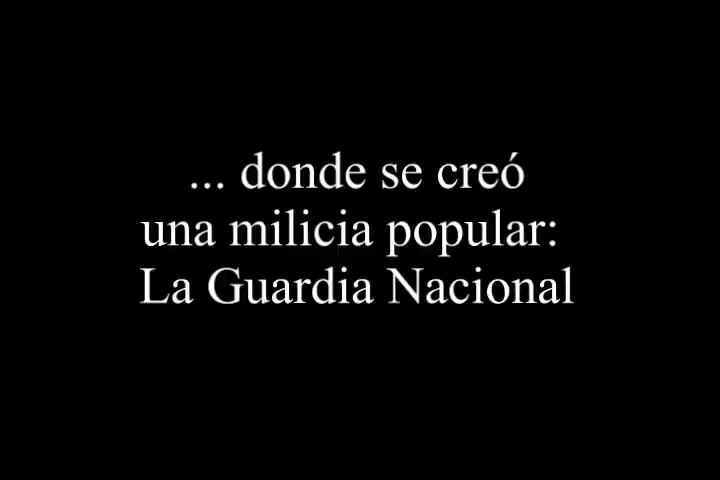 ... donde se creó
una milicia popular:
La Guardia Nacional